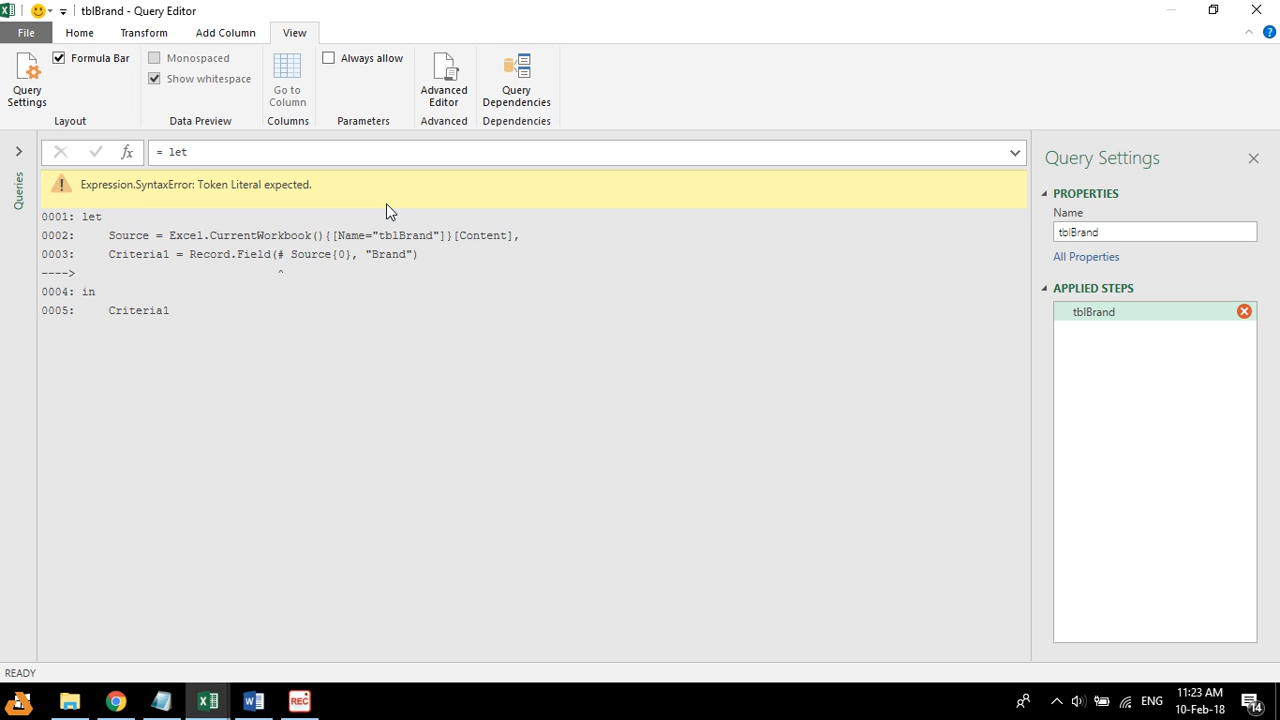 tblBrand - Query Editor
File Home Transform Add Column View
Query Settings
Formula Bar
Layout
Monospaced
Show whitespace
Data Preview
Go to Column
Columns
Always allow
Parameters
Advanced Editor
Advanced
Query Dependencies
Dependencies
fx = let
Queries
Expression.SyntaxError: Token Literal expected.
0001: let
0002: Source = Excel.CurrentWorkbook(){[Name="tblBrand"]}[Content],
0003: Criteria1 = Record.Field(# Source{0}, "Brand")
----> ^
0004: in
0005: Criteria1
Query Settings
PROPERTIES
Name
tblBrand
All Properties
APPLIED STEPS
tblBrand
READY
REC
ENG
11:23 AM
10-Feb-18
14